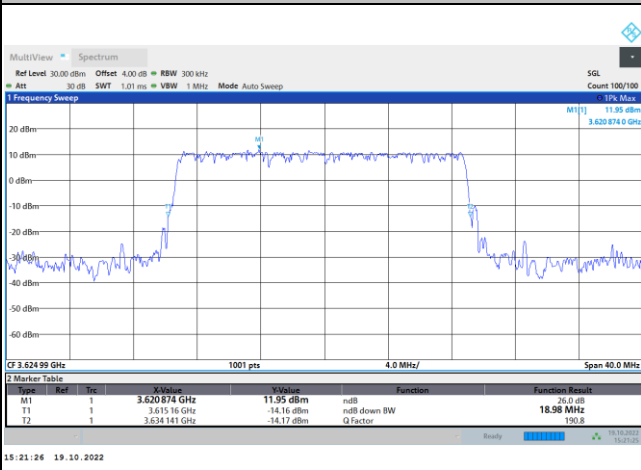 MultiView Spectrum
Ref Level 30.00 dBm Offset 4.00 dB RBW 300 kHz SGL
Att 30 dB SWT 1.01 ms VBW 1 MHz Mode Auto Sweep Count 100/100
1 Frequency Sweep 1Pk Max
M1[1] 11.95 dBm
3.620 874 0 GHz
20 dBm
M1
10 dBm
0 dBm
-10 dBm
T1 T2
-20 dBm
-30 dBm
-40 dBm
-50 dBm
-60 dBm
CF 3.624 99 GHz 1001 pts 4.0 MHz/ Span 40.0 MHz
2 Marker Table
Type Ref Trc X-Value Y-Value Function Function Result
M1 1 3.620 874 GHz 11.95 dBm ndB 26.0 dB
T1 1 3.615 16 GHz -14.16 dBm ndB down BW 18.98 MHz
T2 1 3.634 141 GHz -14.17 dBm Q Factor 190.8
Ready 19.10.2022
15:21:25
15:21:26 19.10.2022